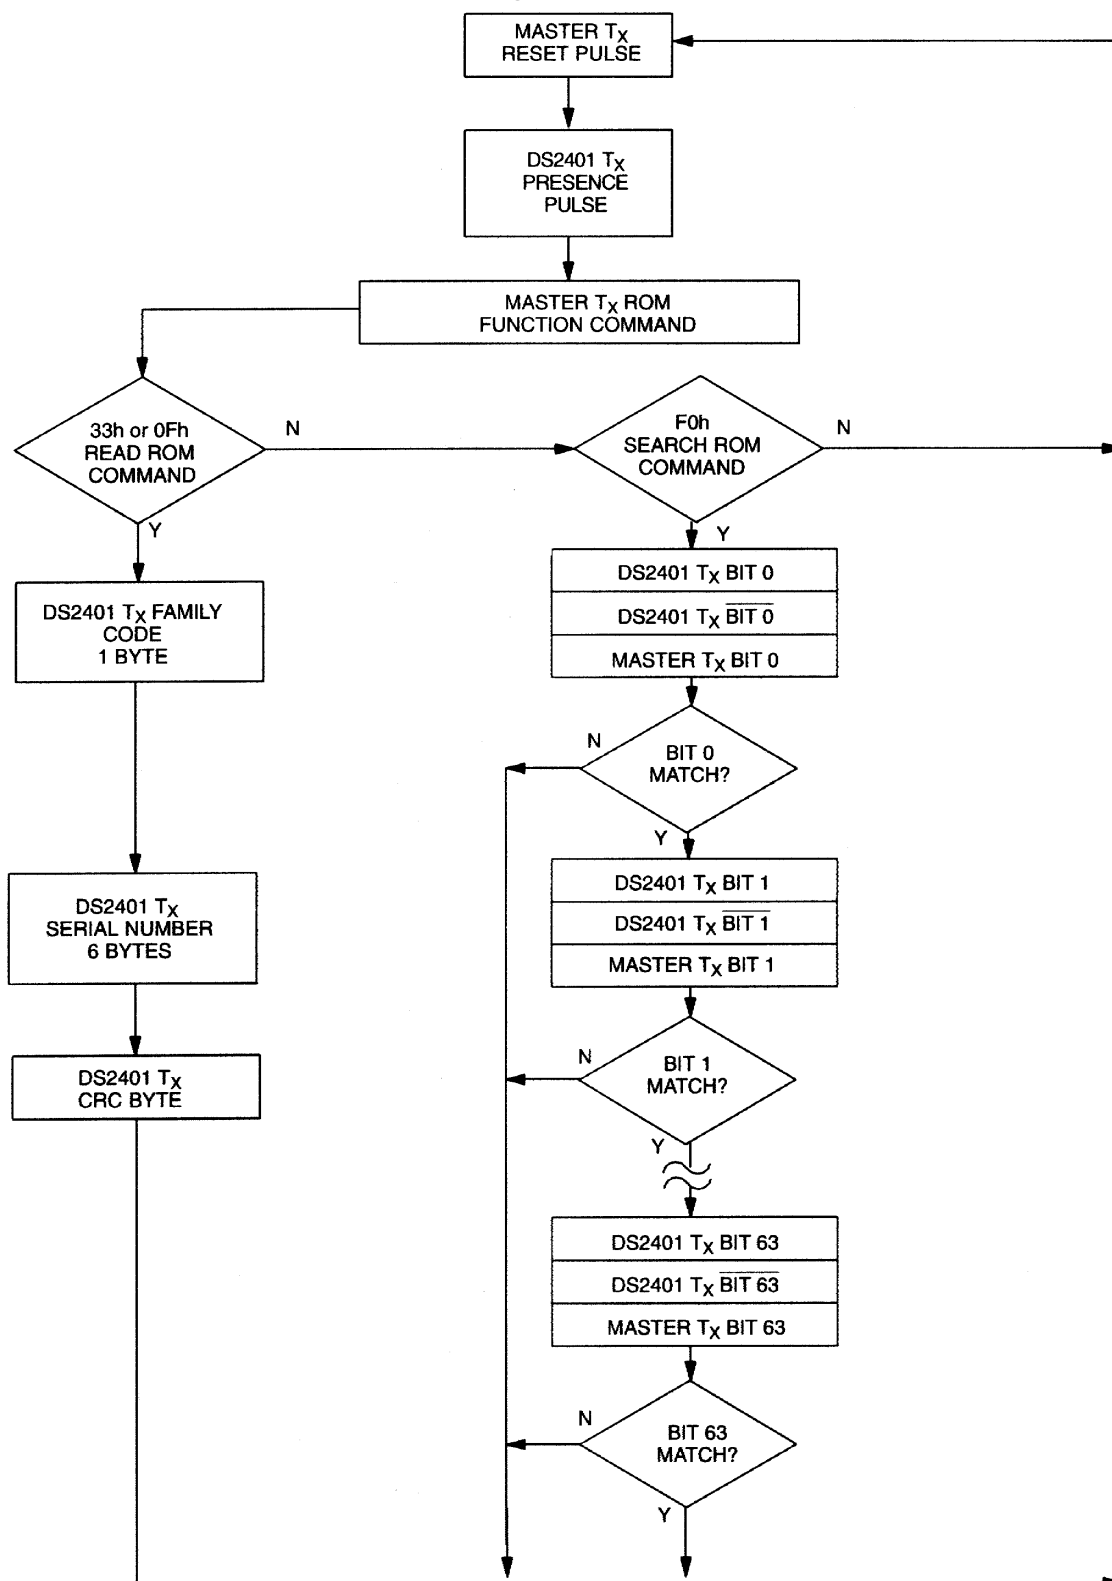 MASTER TX
RESET PULSE
DS2401 TX
PRESENCE
PULSE
MASTER TX ROM
FUNCTION COMMAND
33h or 0Fh
READ ROM
COMMAND
N
Y
F0h
SEARCH ROM
COMMAND
N
Y
DS2401 TX FAMILY
CODE
1 BYTE
DS2401 TX
SERIAL NUMBER
6 BYTES
DS2401 TX
CRC BYTE
DS2401 TX BIT 0
DS2401 TX BIT 0
MASTER TX BIT 0
BIT 0
MATCH?
N
Y
DS2401 TX BIT 1
DS2401 TX BIT 1
MASTER TX BIT 1
BIT 1
MATCH?
N
Y
DS2401 TX BIT 63
DS2401 TX BIT 63
MASTER TX BIT 63
BIT 63
MATCH?
N
Y